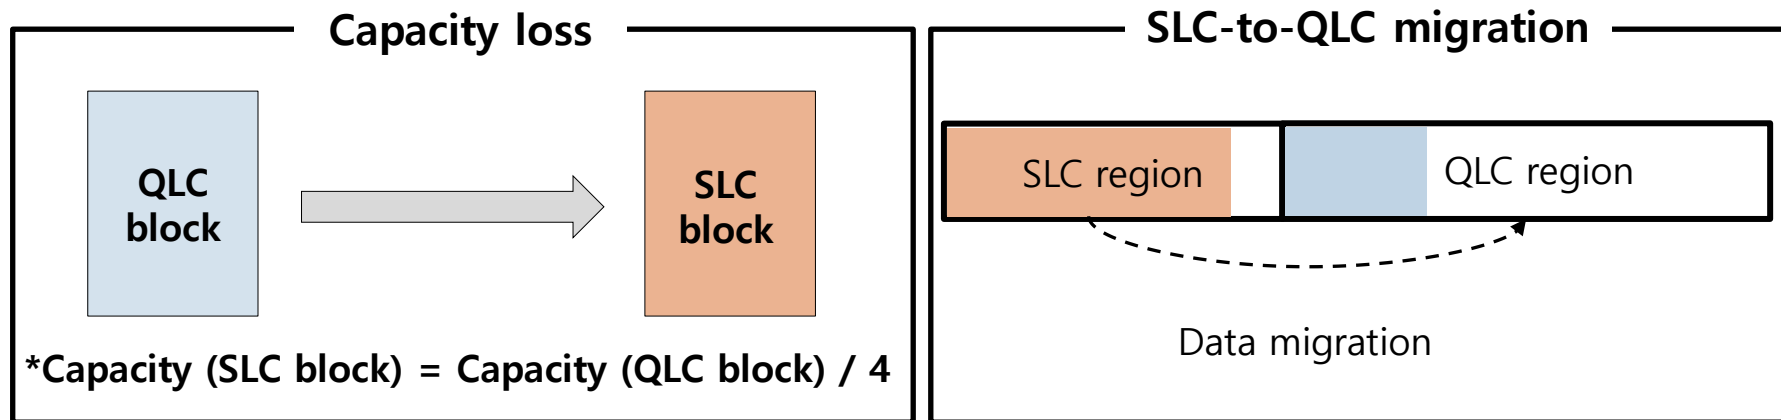 Capacity loss
QLC
block
SLC
block
*Capacity (SLC block) = Capacity (QLC block) / 4
SLC-to-QLC migration
SLC region
QLC region
Data migration